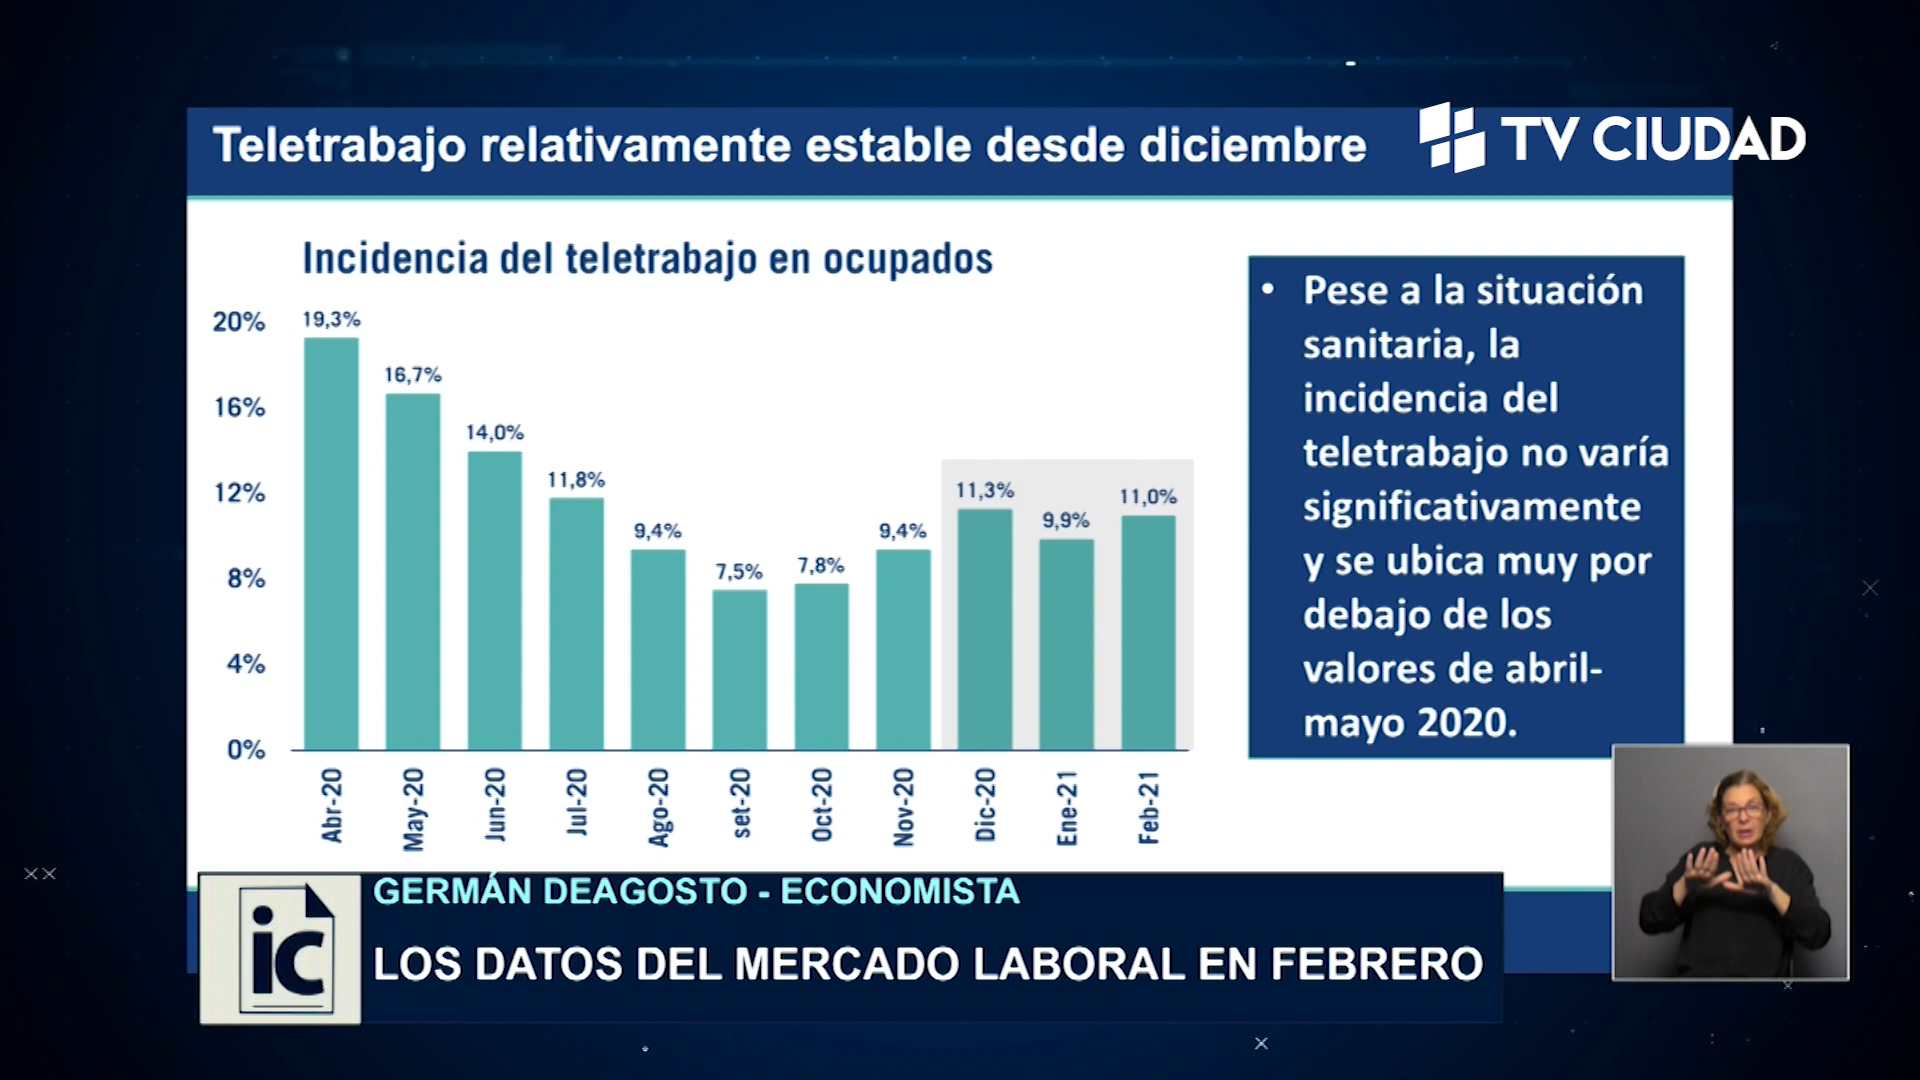 Teletrabajo relativamente estable desde diciembre
TV CIUDAD
Incidencia del teletrabajo en ocupados
20%
16%
12%
8%
4%
0%
19,3%
16,7%
14,0%
11,8%
9,4%
7,5%
7,8%
9,4%
11,3%
9,9%
11,0%
Abr-20
May-20
Jun-20
Jul-20
Ago-20
set-20
Oct-20
Nov-20
Dic-20
Ene-21
Feb-21
• Pese a la situación
sanitaria, la
incidencia del
teletrabajo no varía
significativamente
y se ubica muy por
debajo de los
valores de abril-
mayo 2020.
ic
GERMÁN DEAGOSTO - ECONOMISTA
LOS DATOS DEL MERCADO LABORAL EN FEBRERO